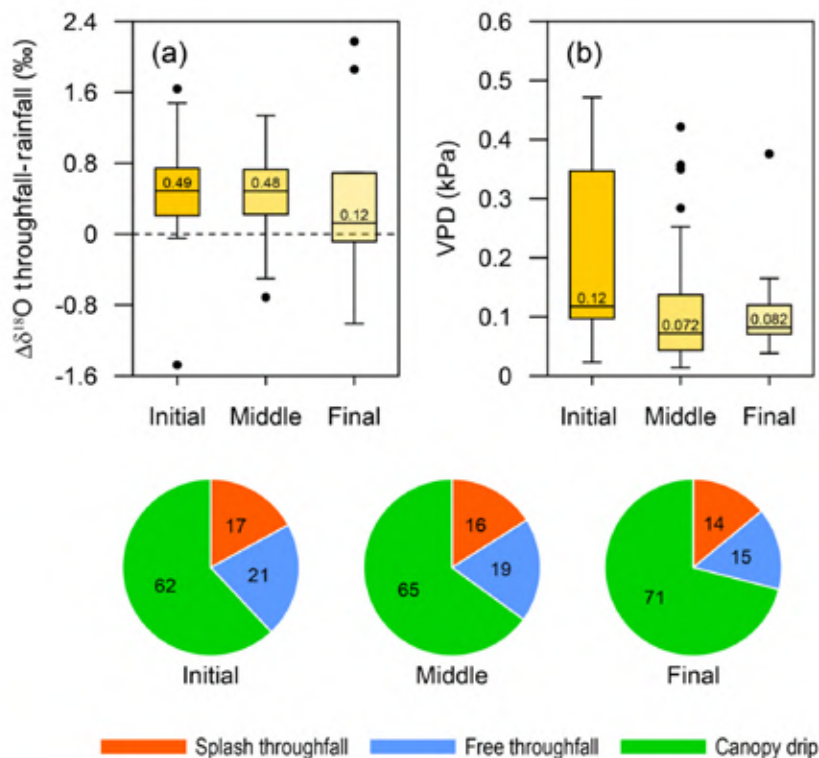 (a)
Δδ¹⁸O throughfall-rainfall (‰)
2.4
1.6
0.8
0
-0.8
-1.6
0.49
0.48
0.12
Initial Middle Final
(b)
VPD (kPa)
0.6
0.5
0.4
0.3
0.2
0.1
0
0.12
0.072
0.082
Initial Middle Final
17
21
62
Initial
16
19
65
Middle
14
15
71
Final
Splash throughfall Free throughfall Canopy drip